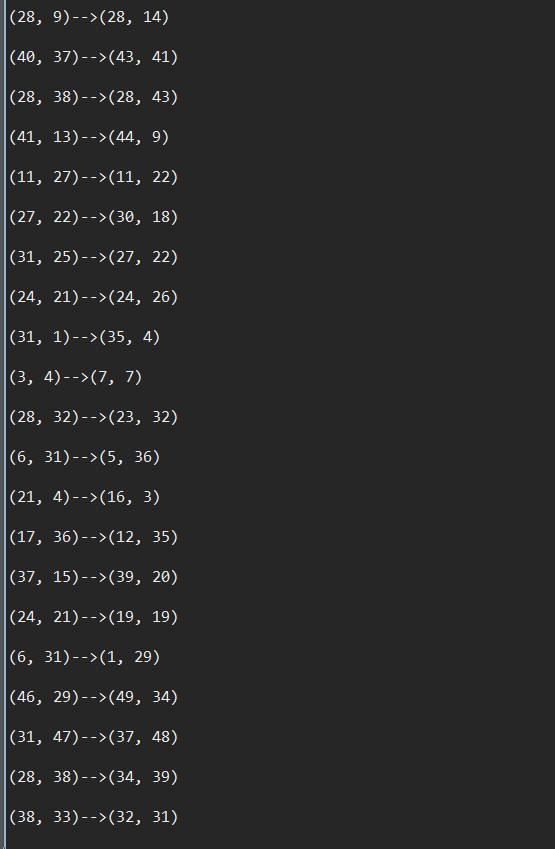 (28, 9)-->(28, 14)
(40, 37)-->(43, 41)
(28, 38)-->(28, 43)
(41, 13)-->(44, 9)
(11, 27)-->(11, 22)
(27, 22)-->(30, 18)
(31, 25)-->(27, 22)
(24, 21)-->(24, 26)
(31, 1)-->(35, 4)
(3, 4)-->(7, 7)
(28, 32)-->(23, 32)
(6, 31)-->(5, 36)
(21, 4)-->(16, 3)
(17, 36)-->(12, 35)
(37, 15)-->(39, 20)
(24, 21)-->(19, 19)
(6, 31)-->(1, 29)
(46, 29)-->(49, 34)
(31, 47)-->(37, 48)
(28, 38)-->(34, 39)
(38, 33)-->(32, 31)